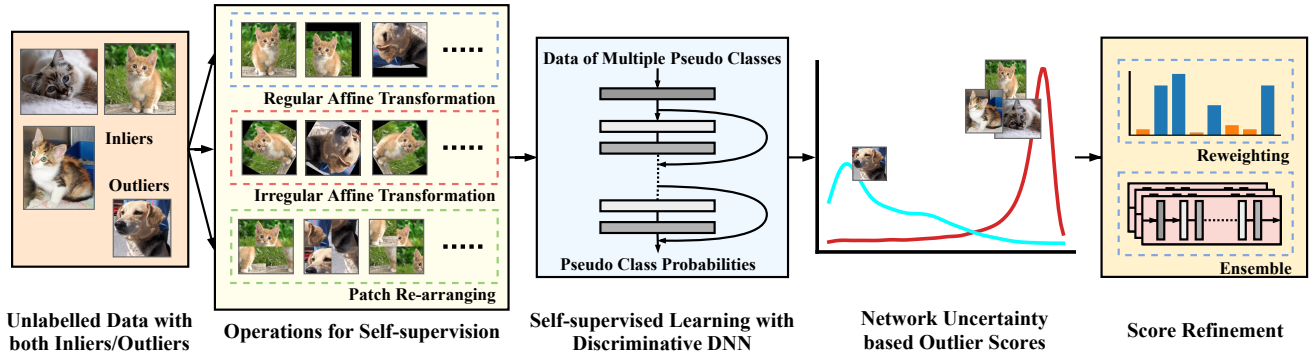 Inliers
Outliers
Unlabelled Data with
both Inliers/Outliers
Regular Affine Transformation
Irregular Affine Transformation
Patch Re-arranging
Operations for Self-supervision
Data of Multiple Pseudo Classes
Pseudo Class Probabilities
Self-supervised Learning with
Discriminative DNN
Network Uncertainty
based Outlier Scores
Reweighting
Ensemble
Score Refinement